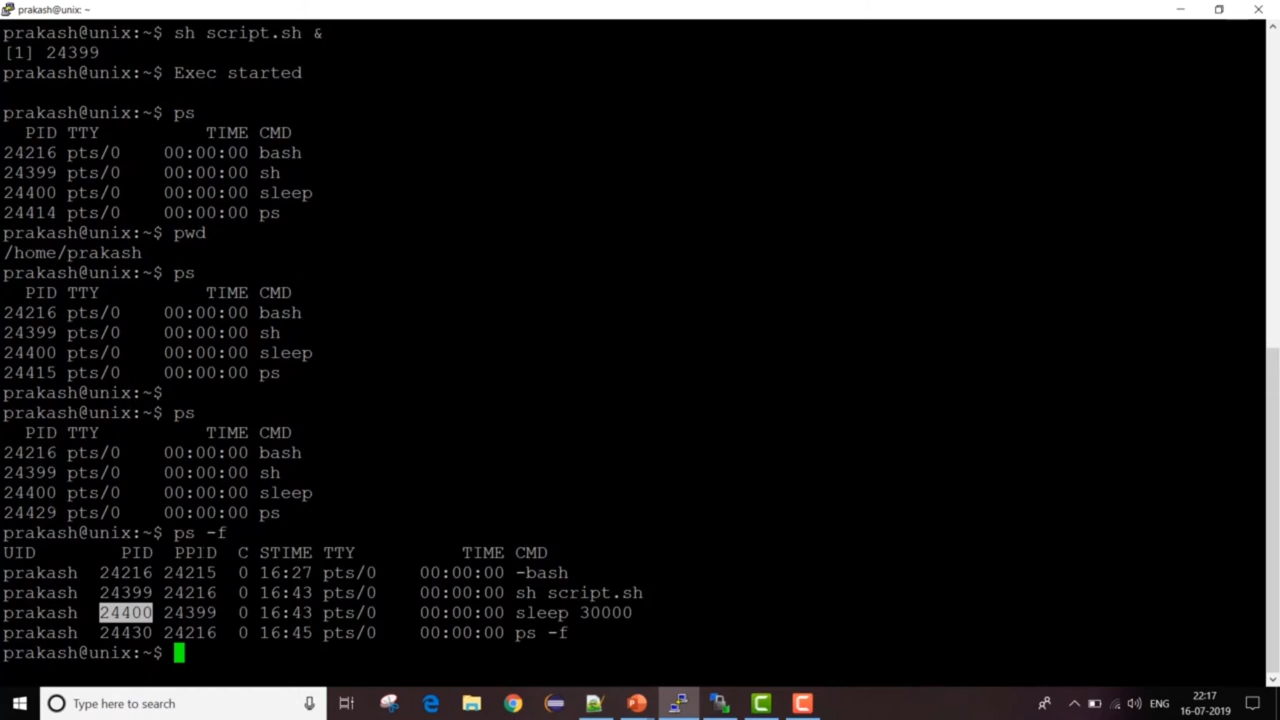 prakash@unix: ~
prakash@unix:~$ sh script.sh &
[1] 24399
prakash@unix:~$ Exec started
prakash@unix:~$ ps
PID TTY TIME CMD
24216 pts/0 00:00:00 bash
24399 pts/0 00:00:00 sh
24400 pts/0 00:00:00 sleep
24414 pts/0 00:00:00 ps
prakash@unix:~$ pwd
/home/prakash
prakash@unix:~$ ps
PID TTY TIME CMD
24216 pts/0 00:00:00 bash
24399 pts/0 00:00:00 sh
24400 pts/0 00:00:00 sleep
24415 pts/0 00:00:00 ps
prakash@unix:~$
prakash@unix:~$ ps
PID TTY TIME CMD
24216 pts/0 00:00:00 bash
24399 pts/0 00:00:00 sh
24400 pts/0 00:00:00 sleep
24429 pts/0 00:00:00 ps
prakash@unix:~$ ps -f
UID PID PPID C STIME TTY TIME CMD
prakash 24216 24215 0 16:27 pts/0 00:00:00 -bash
prakash 24399 24216 0 16:43 pts/0 00:00:00 sh script.sh
prakash 24400 24399 0 16:43 pts/0 00:00:00 sleep 30000
prakash 24430 24216 0 16:45 pts/0 00:00:00 ps -f
prakash@unix:~$
Type here to search
ENG
22:17
16-07-2019